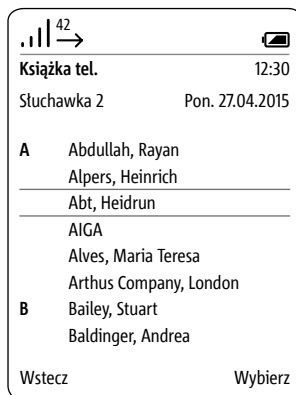 42
Książka tel. 12:30
Słuchawka 2 Pon. 27.04.2015
A Abdullah, Rayan
Alpers, Heinrich
Abt, Heidrun
AIGA
Alves, Maria Teresa
Arthus Company, London
B Bailey, Stuart
Baldinger, Andrea
Wstecz Wybierz